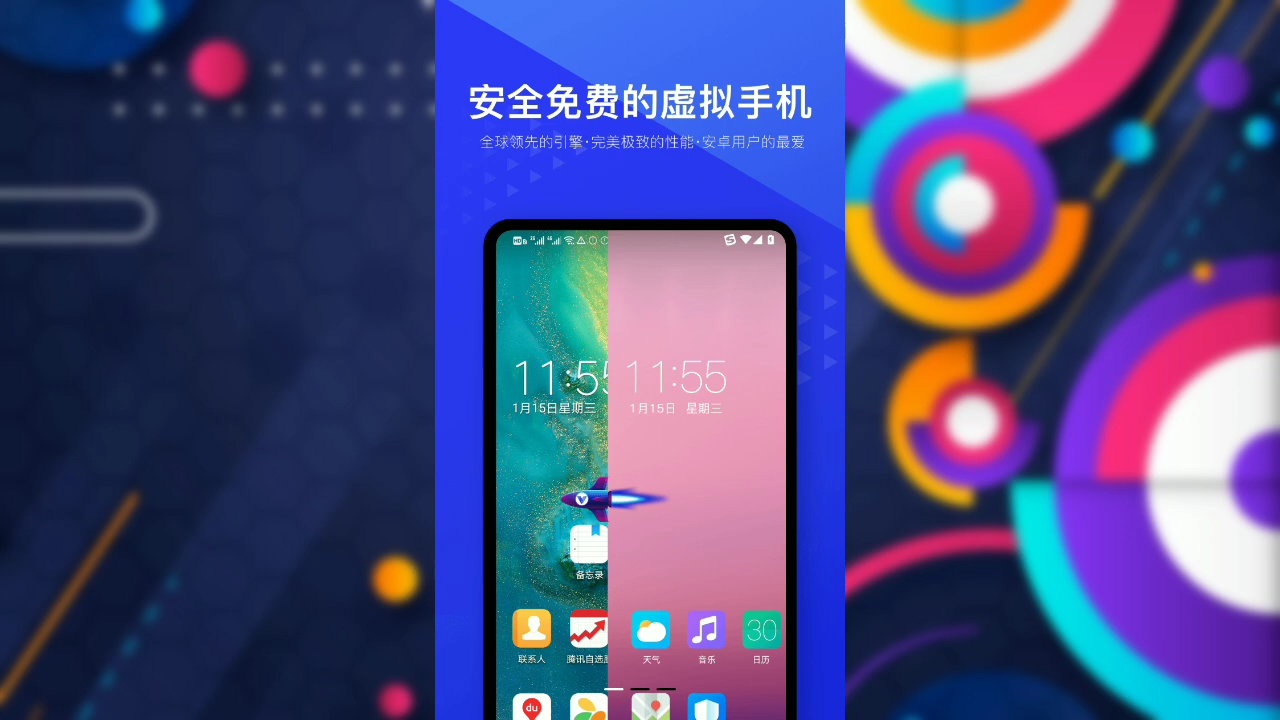 安全免费的虚拟手机
全球领先的引擎·完美极致的性能·安卓用户的最爱
11:55 11:55
1月15日星期三 1月15日 星期三
备忘录
联系人 腾讯自选股 天气 音乐 30 日历
du